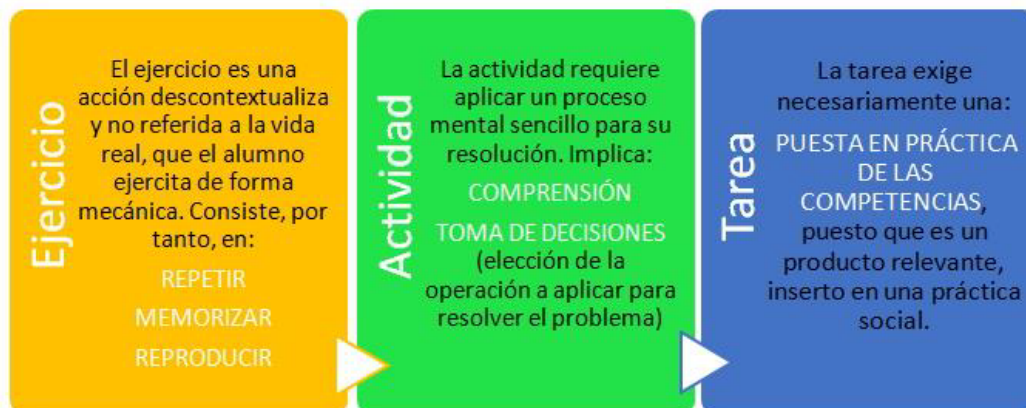 Ejercicio
El ejercicio es una
acción descontextualiza
y no referida a la vida
real, que el alumno
ejercita de forma
mecánica. Consiste, por
tanto, en:
REPETIR
MEMORIZAR
REPRODUCIR
Actividad
La actividad requiere
aplicar un proceso
mental sencillo para su
resolución. Implica:
COMPRENSIÓN
TOMA DE DECISIONES
(elección de la
operación a aplicar para
resolver el problema)
Tarea
La tarea exige
necesariamente una:
PUESTA EN PRÁCTICA
DE LAS
COMPETENCIAS,
puesto que es un
producto relevante,
inserto en una práctica
social.